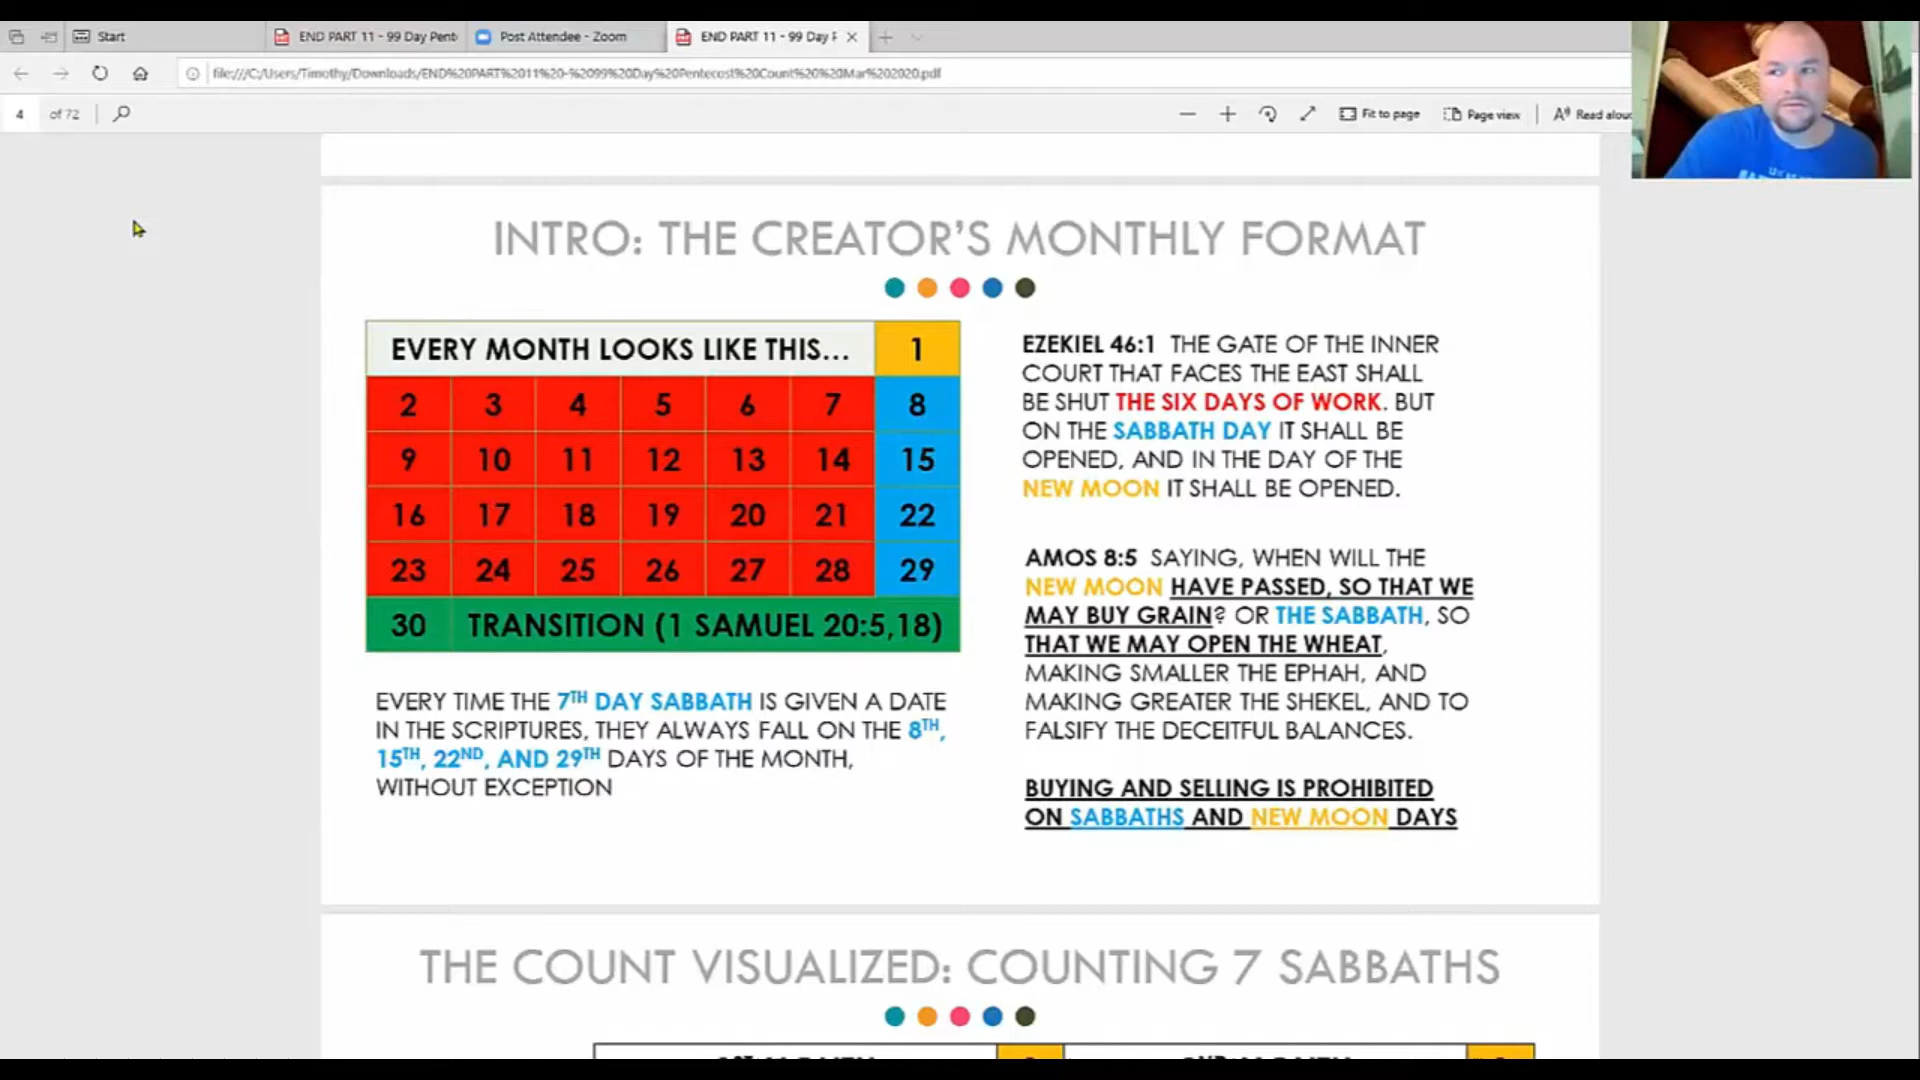 Start
END PART 11 - 99 Day Pent
Post Attendee - Zoom
END PART 11 - 99 Day P
file:///C:/Users/Timothy/Downloads/END%20PART%2011%20-%2099%20Day%20Pentecost%20Count%20%20Mar%202020.pdf
4 of 72
Fit to page
Page view
Read alou
INTRO: THE CREATOR'S MONTHLY FORMAT
EVERY MONTH LOOKS LIKE THIS... 1
2 3 4 5 6 7 8
9 10 11 12 13 14 15
16 17 18 19 20 21 22
23 24 25 26 27 28 29
30 TRANSITION (1 SAMUEL 20:5,18)
EVERY TIME THE 7TH DAY SABBATH IS GIVEN A DATE
IN THE SCRIPTURES, THEY ALWAYS FALL ON THE 8TH,
15TH, 22ND, AND 29TH DAYS OF THE MONTH,
WITHOUT EXCEPTION
EZEKIEL 46:1 THE GATE OF THE INNER
COURT THAT FACES THE EAST SHALL
BE SHUT THE SIX DAYS OF WORK. BUT
ON THE SABBATH DAY IT SHALL BE
OPENED, AND IN THE DAY OF THE
NEW MOON IT SHALL BE OPENED.
AMOS 8:5 SAYING, WHEN WILL THE
NEW MOON HAVE PASSED, SO THAT WE
MAY BUY GRAIN? OR THE SABBATH, SO
THAT WE MAY OPEN THE WHEAT,
MAKING SMALLER THE EPHAH, AND
MAKING GREATER THE SHEKEL, AND TO
FALSIFY THE DECEITFUL BALANCES.
BUYING AND SELLING IS PROHIBITED
ON SABBATHS AND NEW MOON DAYS
THE COUNT VISUALIZED: COUNTING 7 SABBATHS